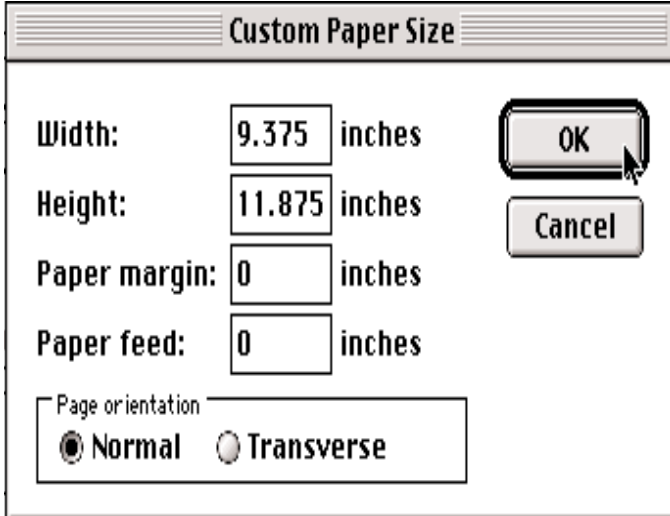 Custom Paper Size
Width: 9.375 inches
OK
Height: 11.875 inches
Cancel
Paper margin: 0 inches
Paper feed: 0 inches
Page orientation
Normal Transverse